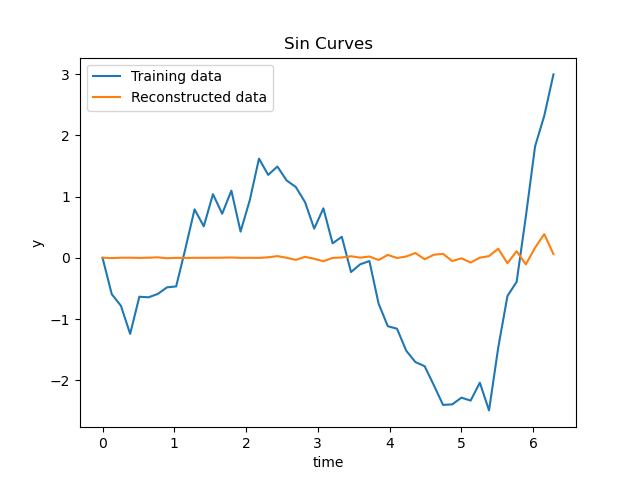 Sin Curves
Training data
Reconstructed data
3
2
1
0
−1
−2
y
0 1 2 3 4 5 6
time